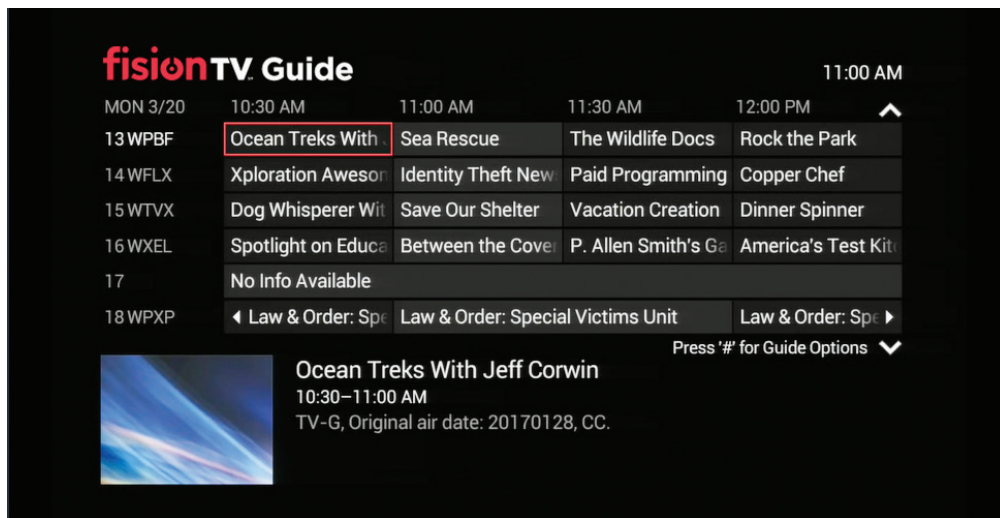 fision TV Guide
11:00 AM
MON 3/20 10:30 AM 11:00 AM 11:30 AM 12:00 PM
13 WPBF Ocean Treks With Sea Rescue The Wildlife Docs Rock the Park
14 WFLX Xploration Aweson Identity Theft New Paid Programming Copper Chef
15 WTVX Dog Whisperer Wit Save Our Shelter Vacation Creation Dinner Spinner
16 WXEL Spotlight on Educa Between the Cover P. Allen Smith's Ga America's Test Kit
17 No Info Available
18 WPXP Law & Order: Spe Law & Order: Special Victims Unit Law & Order: Spe
Press '#' for Guide Options
Ocean Treks With Jeff Corwin
10:30–11:00 AM
TV-G, Original air date: 20170128, CC.